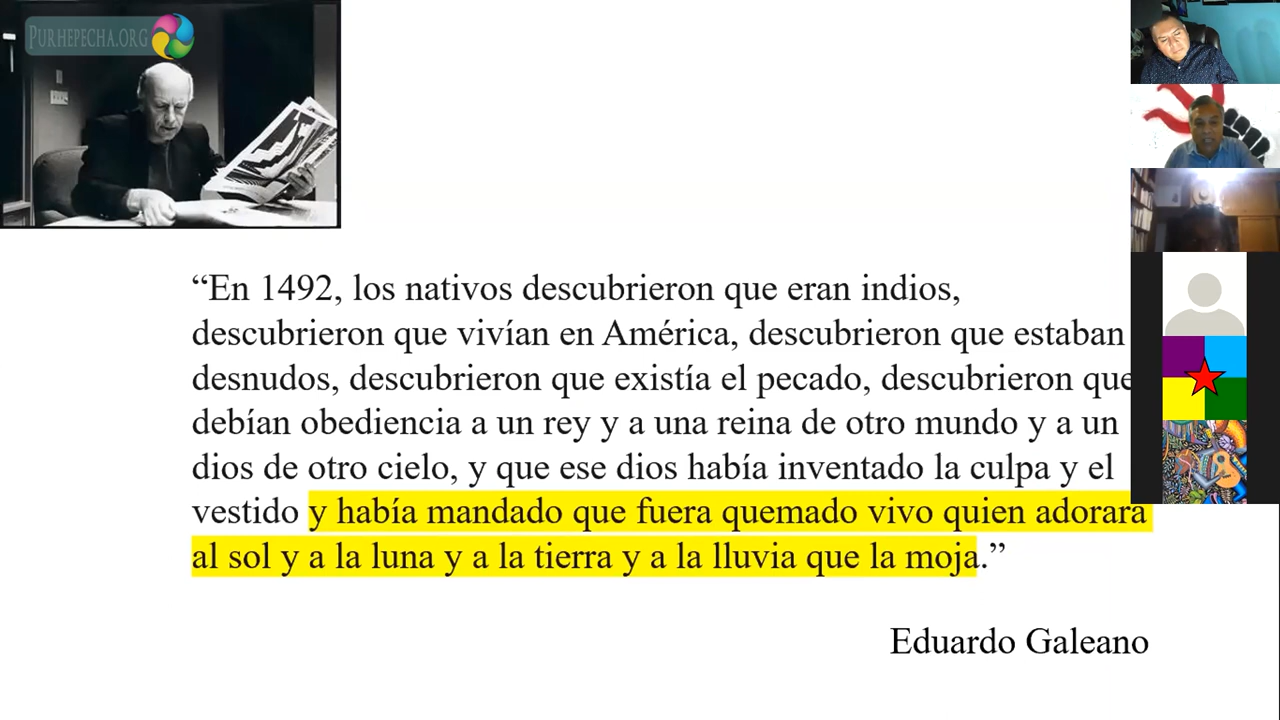 PURHEPECHA.ORG
“En 1492, los nativos descubrieron que eran indios,
descubrieron que vivían en América, descubrieron que estaban
desnudos, descubrieron que existía el pecado, descubrieron que
debían obediencia a un rey y a una reina de otro mundo y a un
dios de otro cielo, y que ese dios había inventado la culpa y el
vestido y había mandado que fuera quemado vivo quien adorara
al sol y a la luna y a la tierra y a la lluvia que la moja.”
Eduardo Galeano